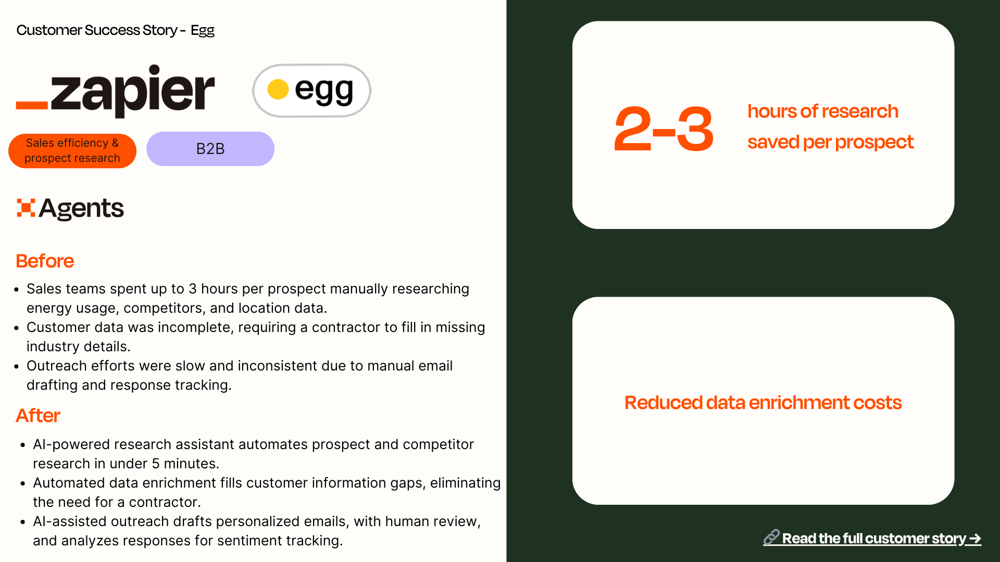 Customer Success Story - Egg
zapier
egg
Sales efficiency &
prospect research
B2B
Agents
Before
• Sales teams spent up to 3 hours per prospect manually researching
energy usage, competitors, and location data.
• Customer data was incomplete, requiring a contractor to fill in missing
industry details.
• Outreach efforts were slow and inconsistent due to manual email
drafting and response tracking.
After
• AI-powered research assistant automates prospect and competitor
research in under 5 minutes.
• Automated data enrichment fills customer information gaps, eliminating
the need for a contractor.
• AI-assisted outreach drafts personalized emails, with human review,
and analyzes responses for sentiment tracking.
2-3
hours of research
saved per prospect
Reduced data enrichment costs
🔗 Read the full customer story →